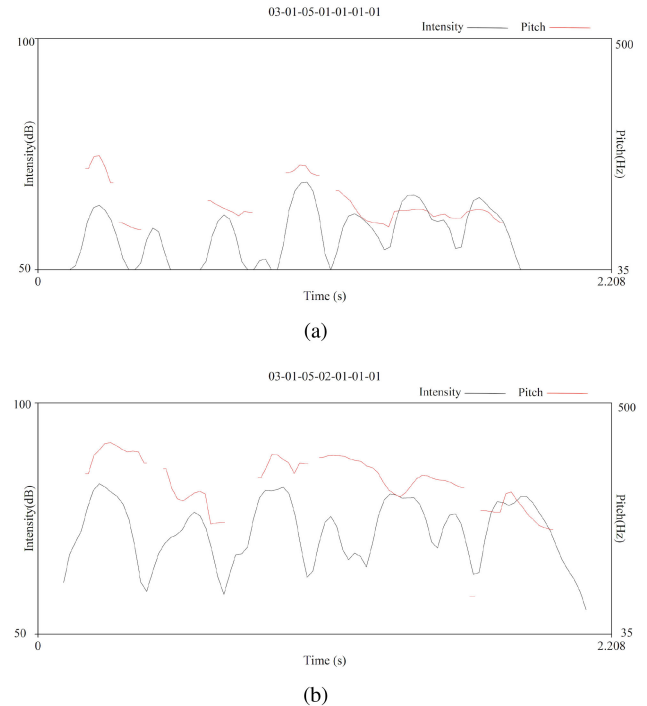 03-01-05-01-01-01-01
Intensity Pitch
100 500
Intensity(dB) Pitch(Hz)
50 35
0 2.208
Time (s)
(a)
03-01-05-02-01-01-01
Intensity Pitch
100 500
Intensity(dB) Pitch(Hz)
50 35
0 2.208
Time (s)
(b)